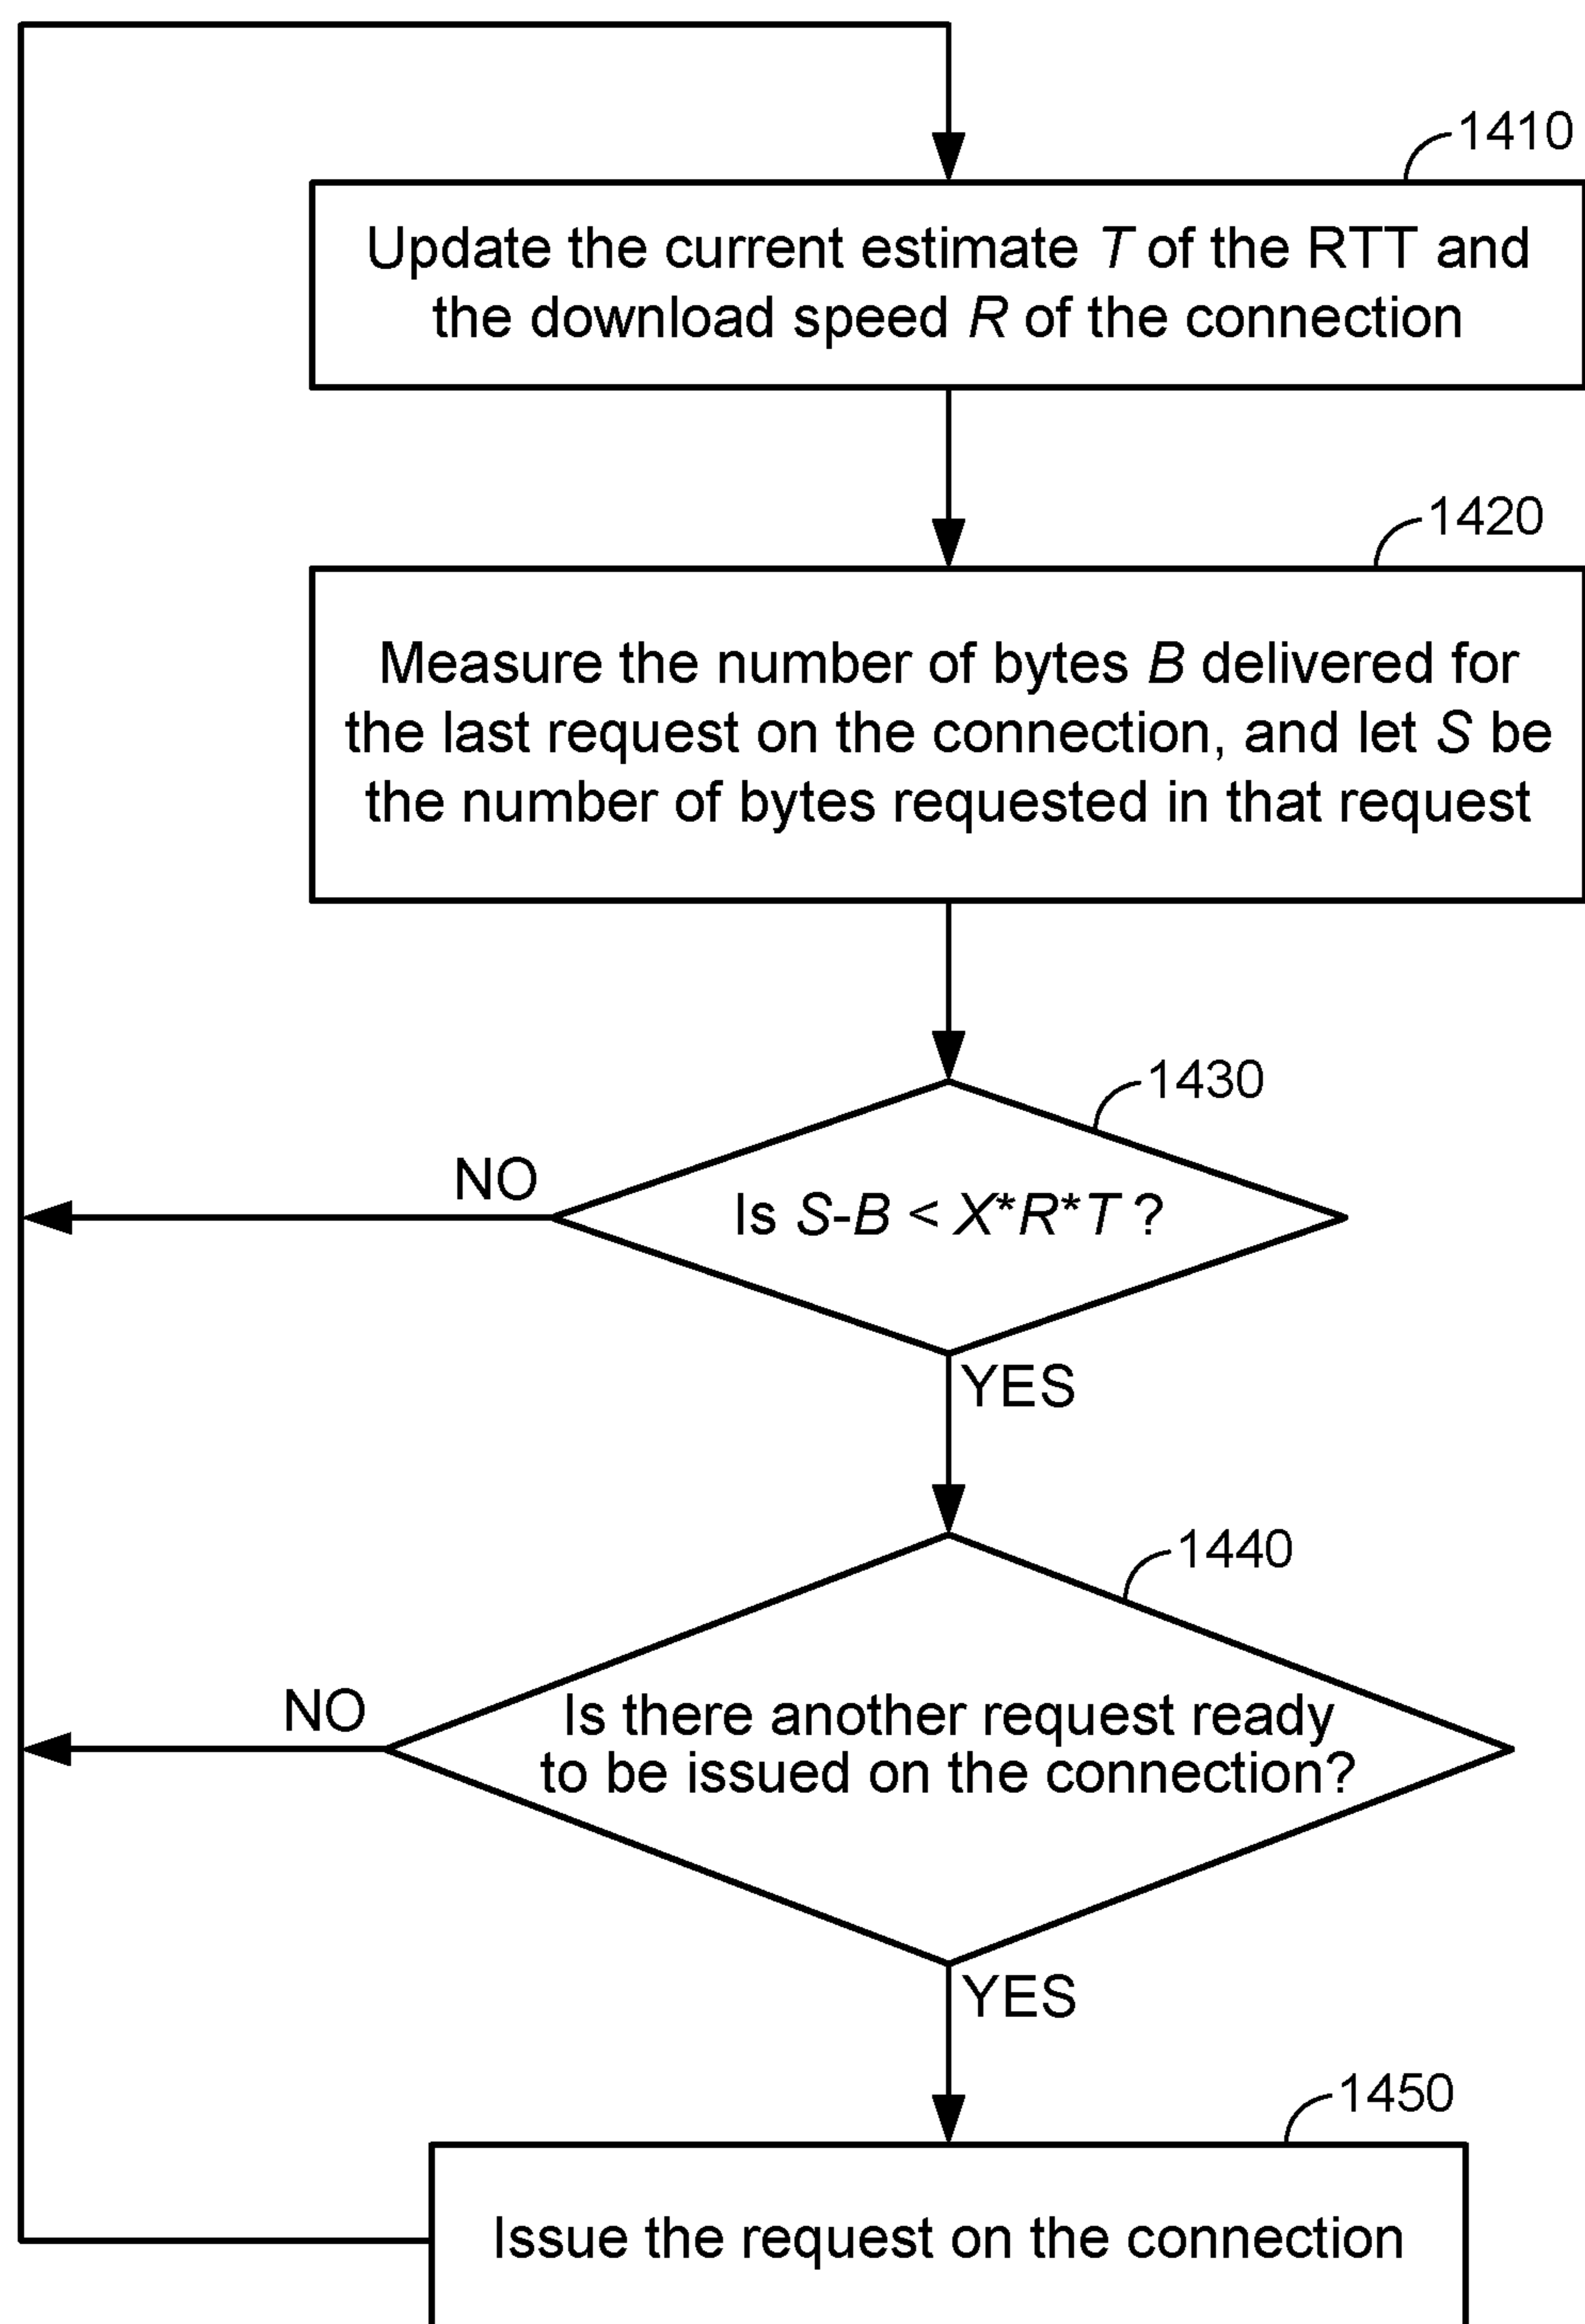 1410
Update the current estimate T of the RTT and
the download speed R of the connection
1420
Measure the number of bytes B delivered for
the last request on the connection, and let S be
the number of bytes requested in that request
1430
NO
Is S-B < X*R*T ?
YES
1440
NO
Is there another request ready
to be issued on the connection?
YES
1450
Issue the request on the connection